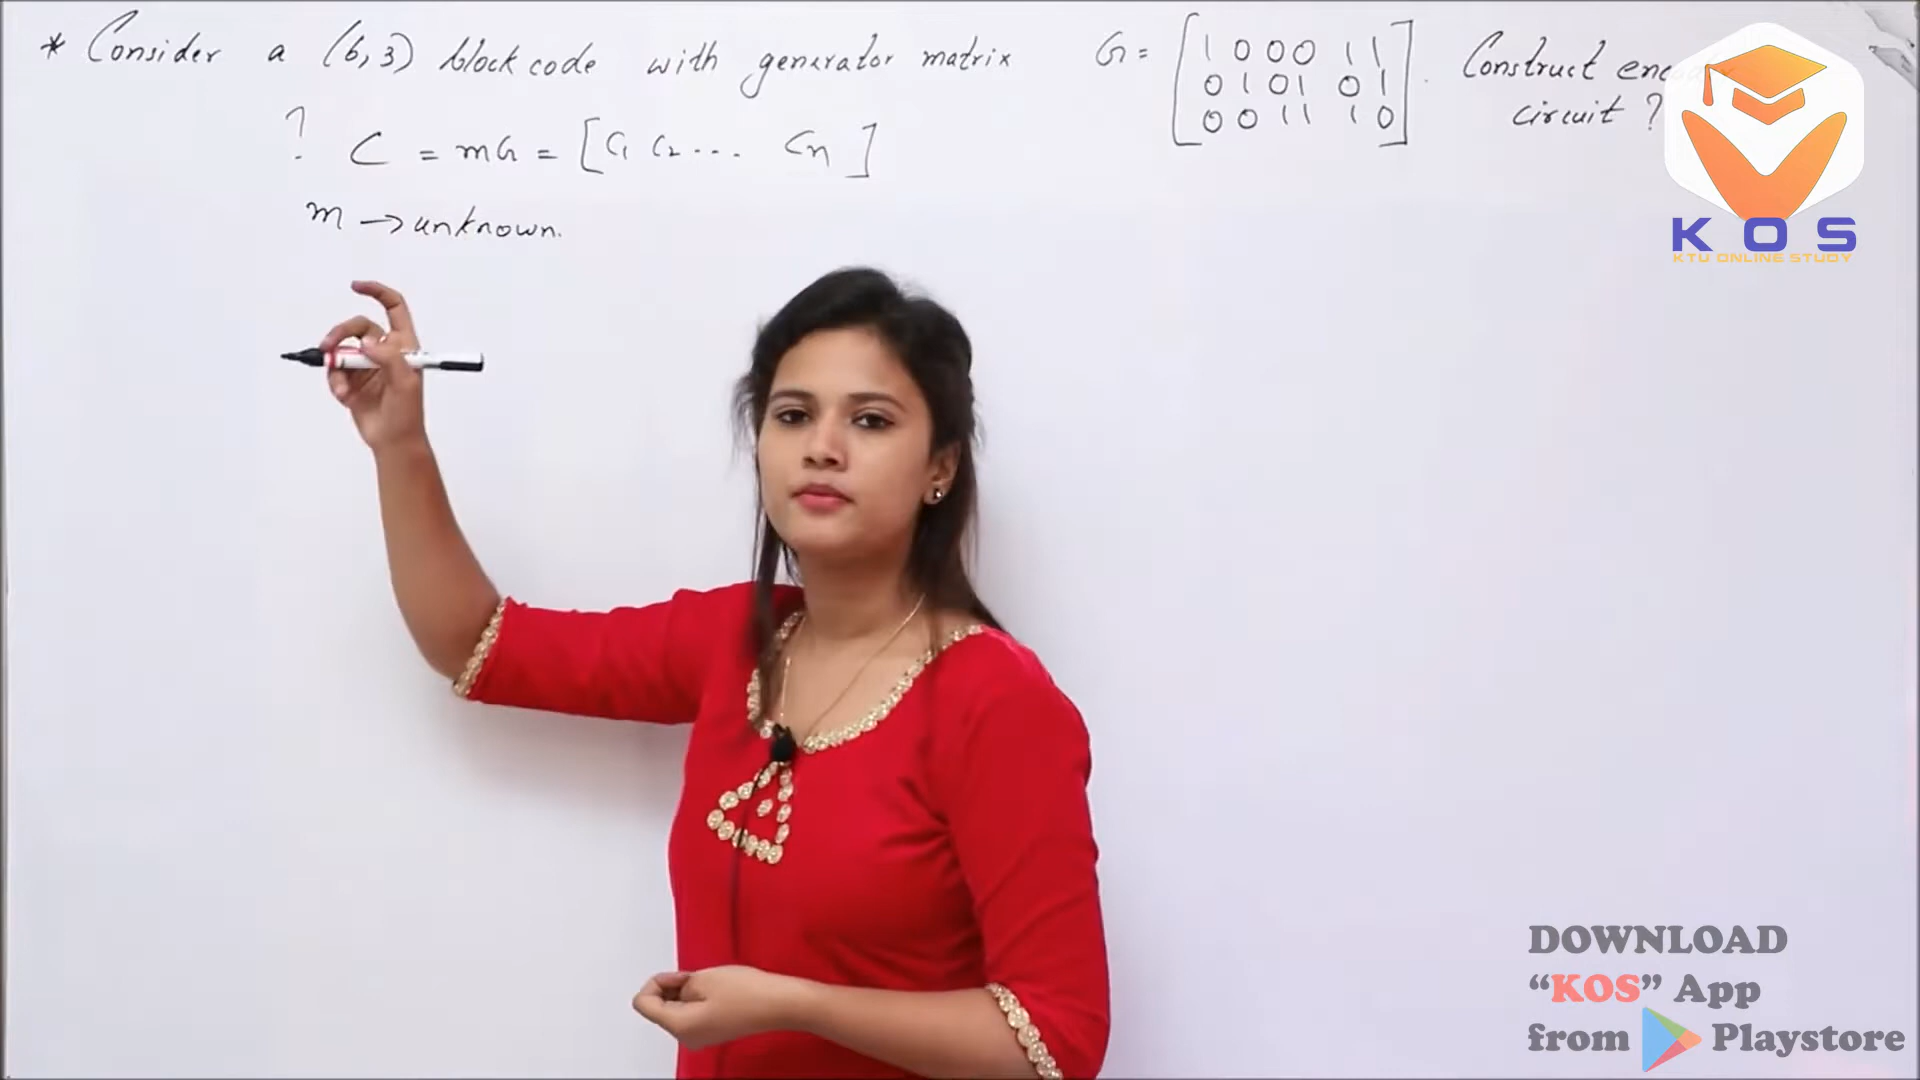 * Consider a (6,3) block code with generator matrix G = [1 0 0 0 1 1
0 1 0 1 0 1
0 0 1 1 1 0] . Construct encoder
circuit ?
? C = mG = [C1 C2 ... Cn]
m → unknown.
KOS
KTU ONLINE STUDY
DOWNLOAD
“KOS” App
from Playstore